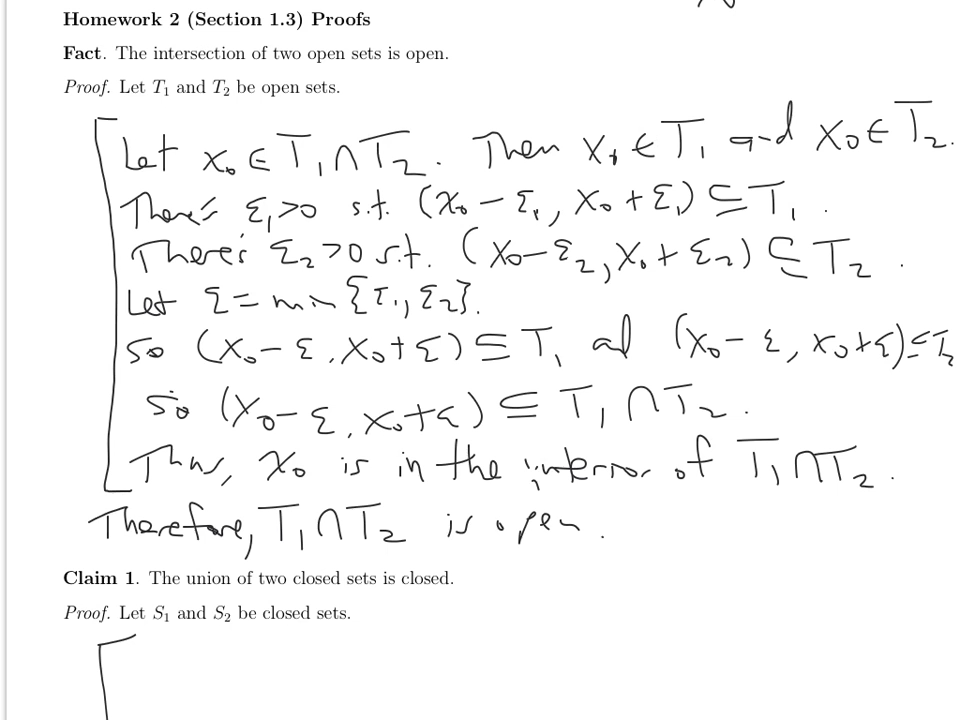 Homework 2 (Section 1.3) Proofs
Fact. The intersection of two open sets is open.
Proof. Let T₁ and T₂ be open sets.
Let x₀ ∈ T₁∩T₂. Then x₀ ∈ T₁ and x₀ ∈ T₂.
There's ε₁>0 s.t. (x₀ - ε₁, x₀ + ε₁) ⊆ T₁.
There's ε₂>0 s.t. (x₀-ε₂, x₀+ε₂) ⊆ T₂.
Let ε = min {ε₁, ε₂}.
So (x₀-ε, x₀+ε) ⊆ T₁ ad (x₀-ε, x₀+ε) ⊆ T₂
So (x₀-ε, x₀+ε) ⊆ T₁∩T₂.
Thus, x₀ is in the interior of T₁∩T₂.
Therefore, T₁∩T₂ is open.
Claim 1. The union of two closed sets is closed.
Proof. Let S₁ and S₂ be closed sets.